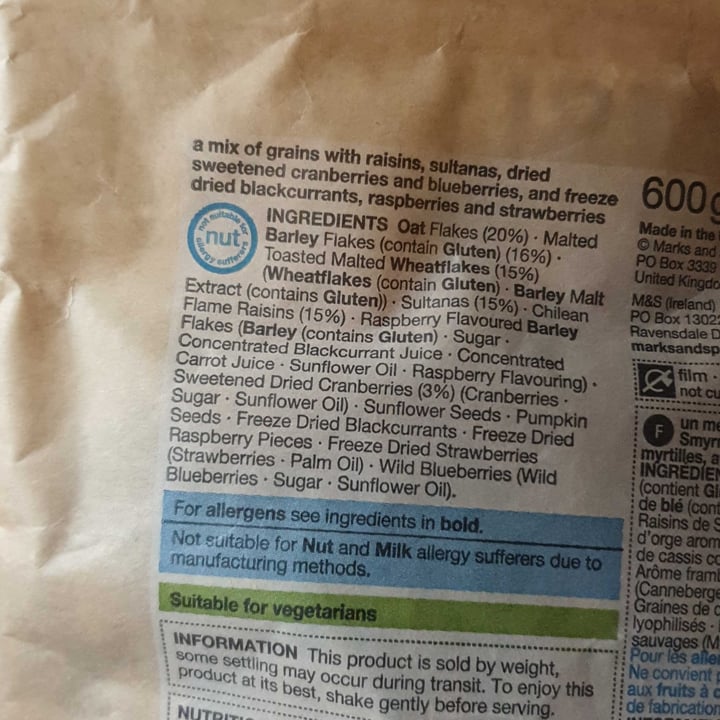 a mix of grains with raisins, sultanas, dried
sweetened cranberries and blueberries, and freeze
dried blackcurrants, raspberries and strawberries
not suitable for
nut
allergy sufferers
INGREDIENTS Oat Flakes (20%) · Malted
Barley Flakes (contain Gluten) (16%) ·
Toasted Malted Wheatflakes (15%)
(Wheatflakes (contain Gluten) · Barley Malt
Extract (contains Gluten)) · Sultanas (15%) · Chilean
Flame Raisins (15%) · Raspberry Flavoured Barley
Flakes (Barley (contains Gluten) · Sugar ·
Concentrated Blackcurrant Juice · Concentrated
Carrot Juice · Sunflower Oil · Raspberry Flavouring) ·
Sweetened Dried Cranberries (3%) (Cranberries ·
Sugar · Sunflower Oil) · Sunflower Seeds · Pumpkin
Seeds · Freeze Dried Blackcurrants · Freeze Dried
Raspberry Pieces · Freeze Dried Strawberries
(Strawberries · Palm Oil) · Wild Blueberries (Wild
Blueberries · Sugar · Sunflower Oil).
For allergens see ingredients in bold.
Not suitable for Nut and Milk allergy sufferers due to
manufacturing methods.
Suitable for vegetarians
INFORMATION This product is sold by weight,
some settling may occur during transit. To enjoy this
product at its best, shake gently before serving.
600g
Made in the
© Marks and
PO Box 3339
United
M&S (Ireland)
PO Box
Ravensdale
film ·
not
F
un
myrtilles,
(contient
de blé
Raisins de
d'orge
de cassis
Arôme
Graines de
lyophilisés ·
sauvages
Pour les
Ne
aux fruits à
de fabrication